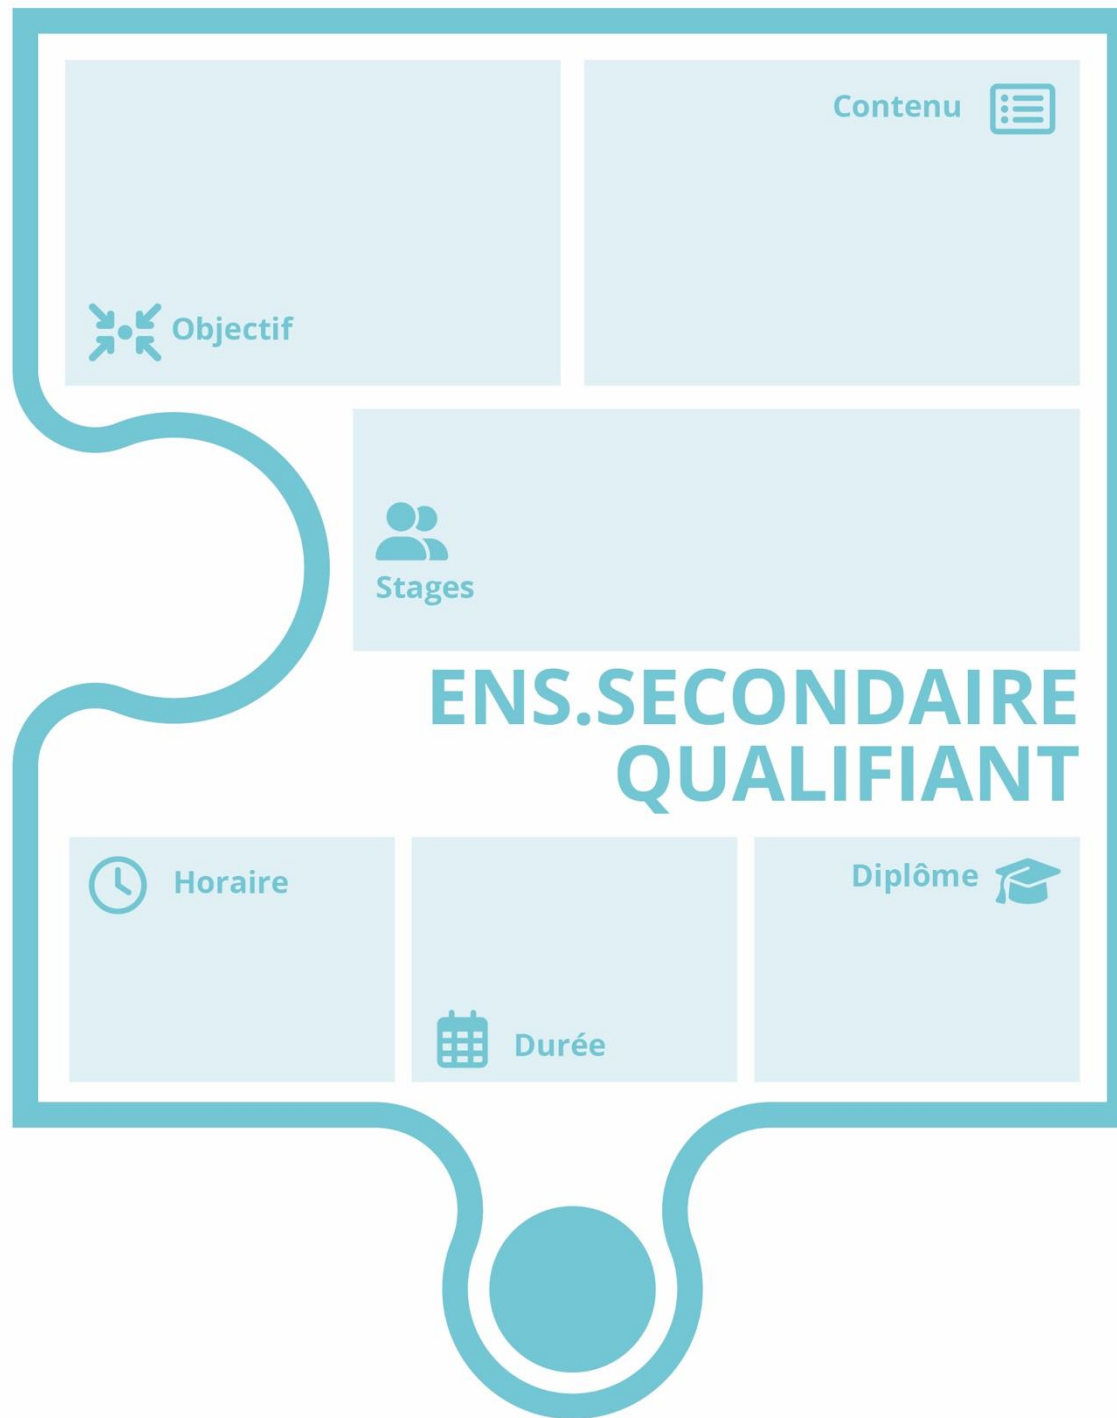 Contenu
Objectif
Stages
ENS.SECONDAIRE
QUALIFIANT
Horaire
Durée
Diplôme